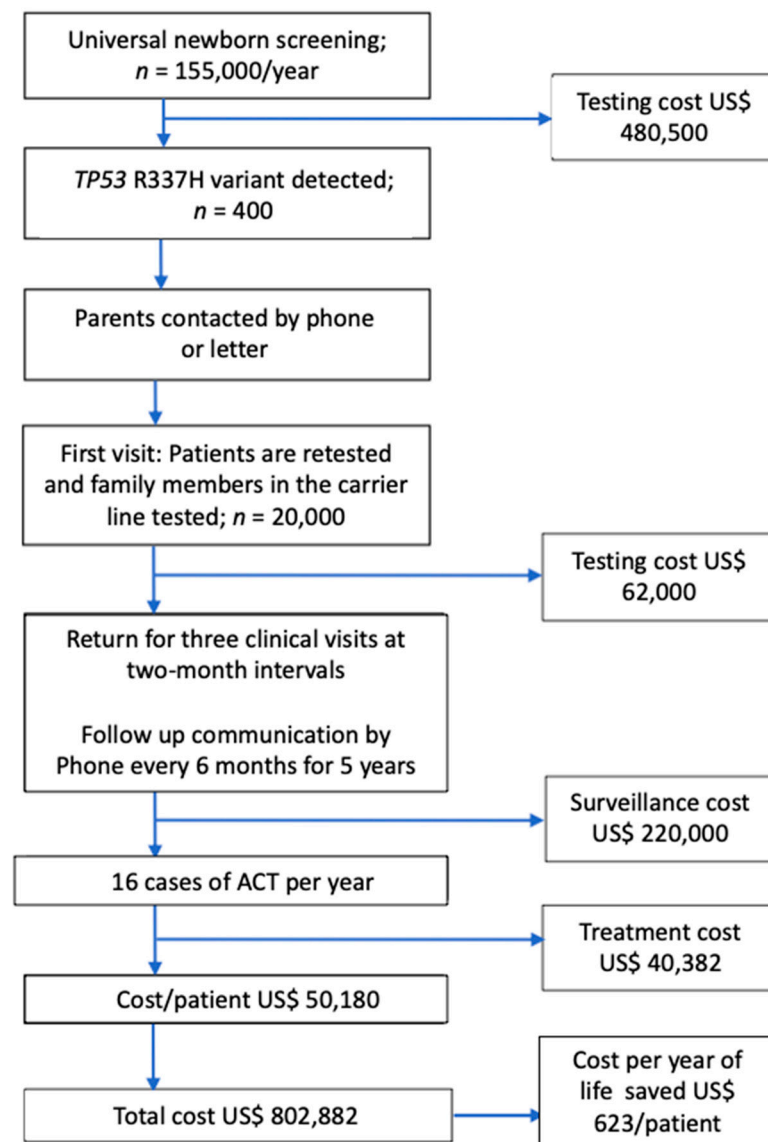 Universal newborn screening;
n = 155,000/year
Testing cost US$
480,500
TP53 R337H variant detected;
n = 400
Parents contacted by phone
or letter
First visit: Patients are retested
and family members in the carrier
line tested; n = 20,000
Testing cost US$
62,000
Return for three clinical visits at
two-month intervals
Follow up communication by
Phone every 6 months for 5 years
Surveillance cost
US$ 220,000
16 cases of ACT per year
Treatment cost
US$ 40,382
Cost/patient US$ 50,180
Total cost US$ 802,882
Cost per year of
life saved US$
623/patient